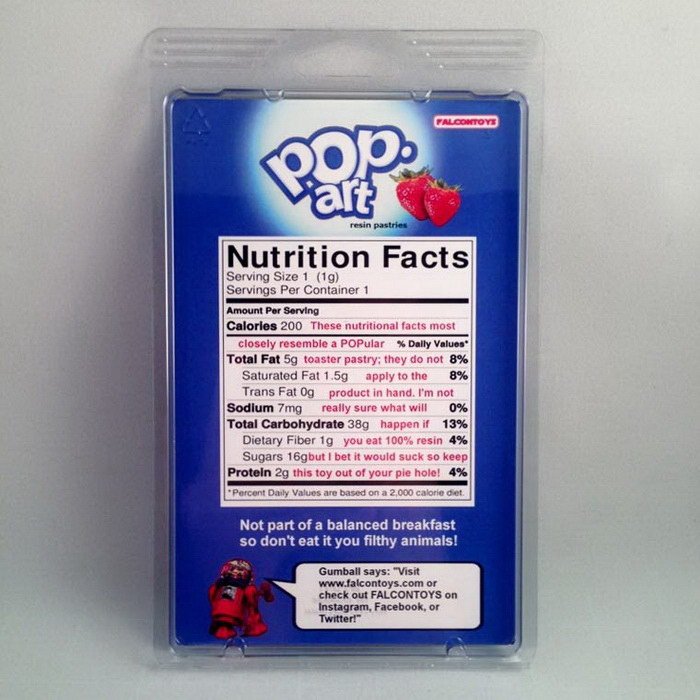 FALCONTOYS
pop.
art
resin pastries
Nutrition Facts
Serving Size 1 (1g)
Servings Per Container 1
Amount Per Serving
Calories 200 These nutritional facts most
closely resemble a POPular % Daily Values*
Total Fat 5g toaster pastry; they do not 8%
Saturated Fat 1.5g apply to the 8%
Trans Fat 0g product in hand. I'm not
Sodium 7mg really sure what will 0%
Total Carbohydrate 38g happen if 13%
Dietary Fiber 1g you eat 100% resin 4%
Sugars 16g but I bet it would suck so keep
Protein 2g this toy out of your pie hole! 4%
*Percent Daily Values are based on a 2,000 calorie diet.
Not part of a balanced breakfast
so don't eat it you filthy animals!
Gumball says: "Visit
www.falcontoys.com or
check out FALCONTOYS on
Instagram, Facebook, or
Twitter!"